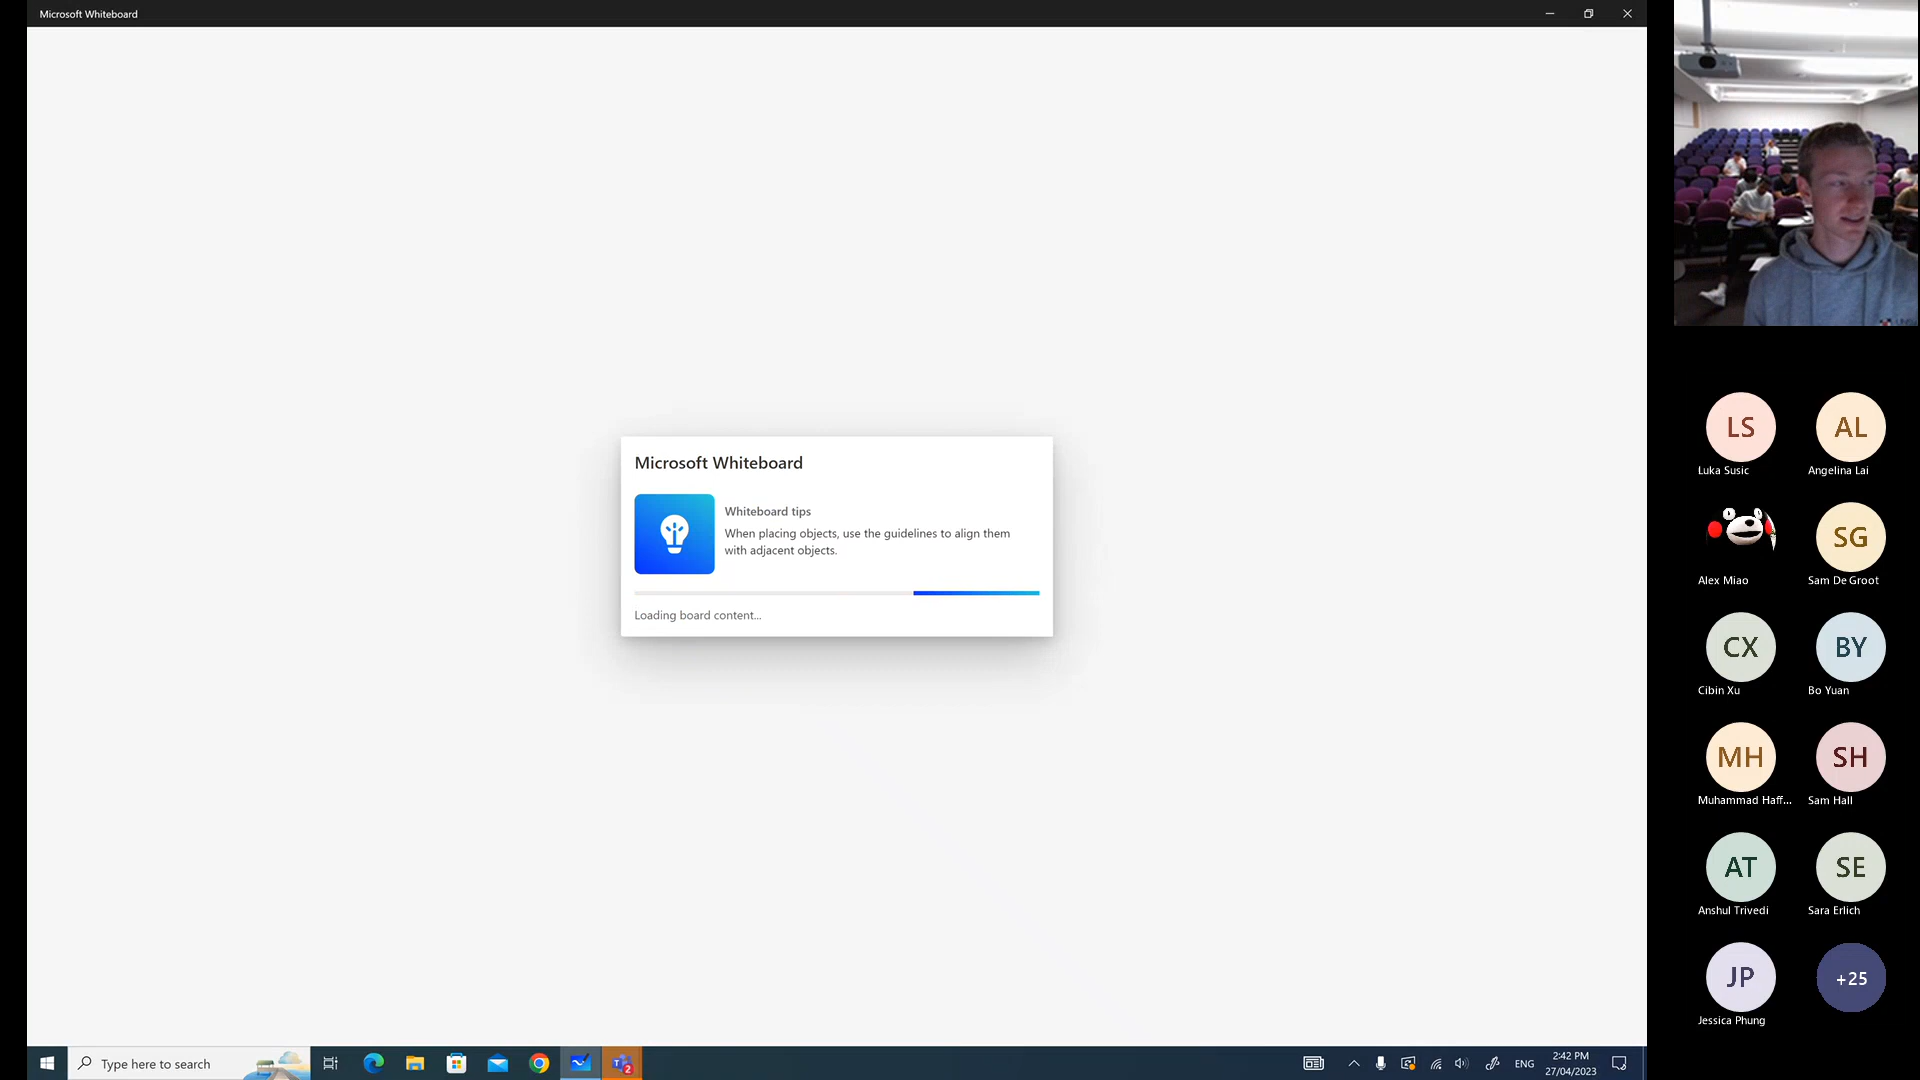 Microsoft Whiteboard
Microsoft Whiteboard
Whiteboard tips
When placing objects, use the guidelines to align them
with adjacent objects.
Loading board content...
LS
Luka Susic
AL
Angelina Lai
Alex Miao
SG
Sam De Groot
CX
Cibin Xu
BY
Bo Yuan
MH
Muhammad Haff...
SH
Sam Hall
AT
Anshul Trivedi
SE
Sara Erlich
JP
Jessica Phung
+25
Type here to search
2
ENG
2:42 PM
27/04/2023